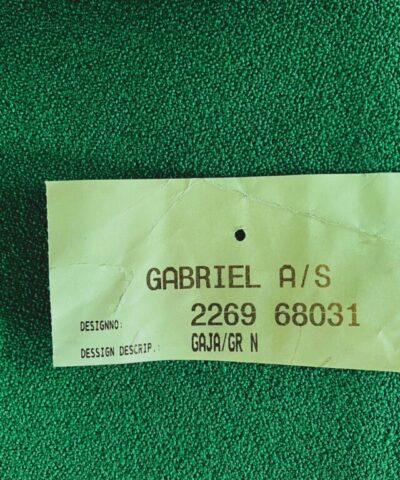 GABRIEL A/S
DESIGNNO: 2269 68031
DESSIGN DESCRIP.: GAJA/GR N